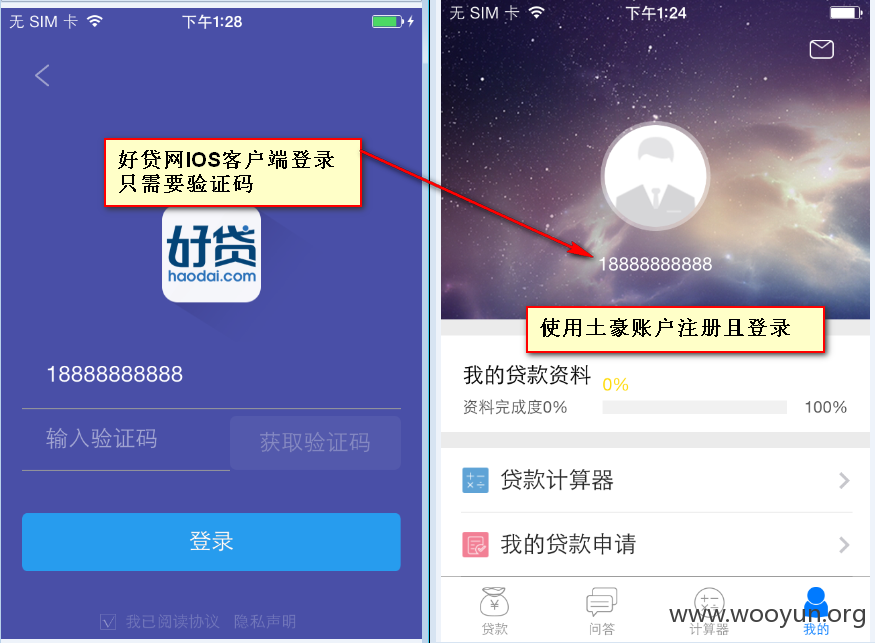 无 SIM 卡
下午1:28
好贷网IOS客户端登录
只需要验证码
好贷
haodai.com
18888888888
输入验证码
获取验证码
登录
我已阅读协议 隐私声明
无 SIM 卡
下午1:24
18888888888
使用土豪账户注册且登录
我的贷款资料
0%
资料完成度0%
100%
贷款计算器
我的贷款申请
贷款
问答
计算器
我的
www.wooyun.org